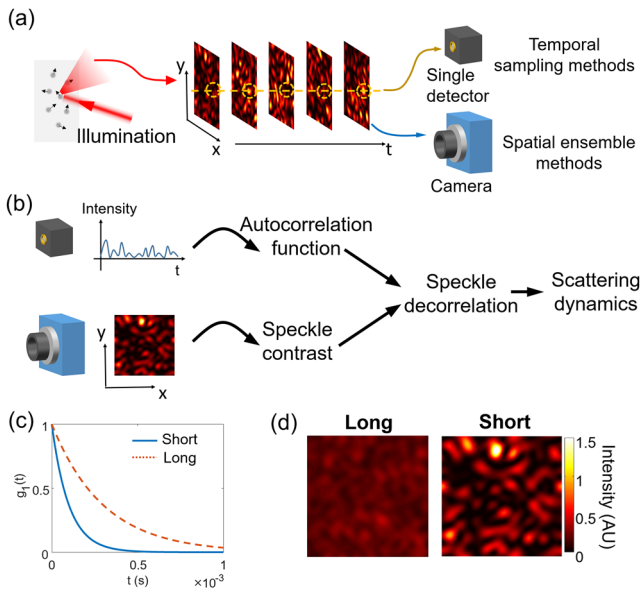 (a)
y
x
t
Illumination
Single
detector
Temporal
sampling methods
Camera
Spatial ensemble
methods
(b)
Intensity
t
Autocorrelation
function
y
x
Speckle
contrast
Speckle
decorrelation
Scattering
dynamics
(c)
1
0.5
0
g₁(t)
Short
Long
0
0.5
1
t (s)
×10⁻³
(d)
Long
Short
1.5
1
0.5
0
Intensity (AU)